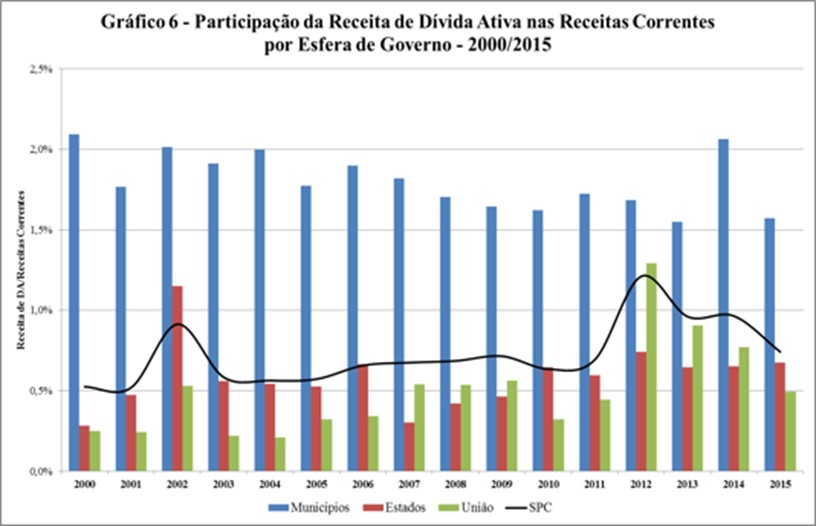 Gráfico 6 - Participação da Receita de Dívida Ativa nas Receitas Correntes
por Esfera de Governo - 2000/2015
2,5%
2,0%
1,5%
1,0%
0,5%
0,0%
Receita de DA/Receitas Correntes
2000 2001 2002 2003 2004 2005 2006 2007 2008 2009 2010 2011 2012 2013 2014 2015
Municípios Estados União SPC